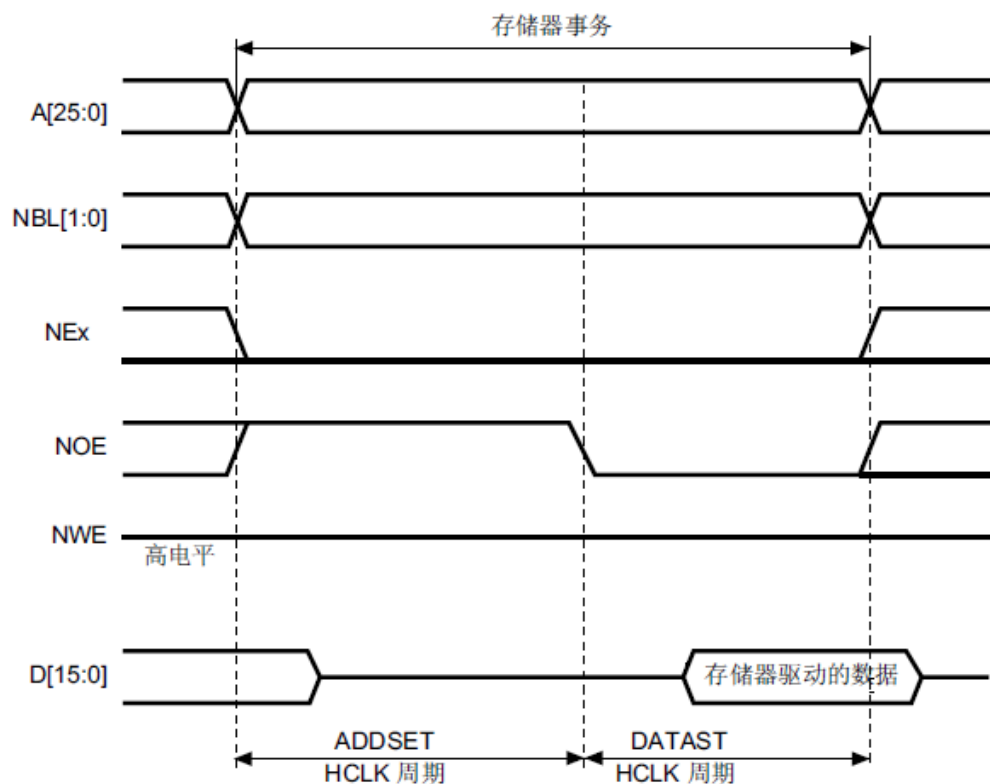 存储器事务
A[25:0]
NBL[1:0]
NEx
NOE
NWE
高电平
D[15:0]
存储器驱动的数据
ADDSET
HCLK 周期
DATAST
HCLK 周期